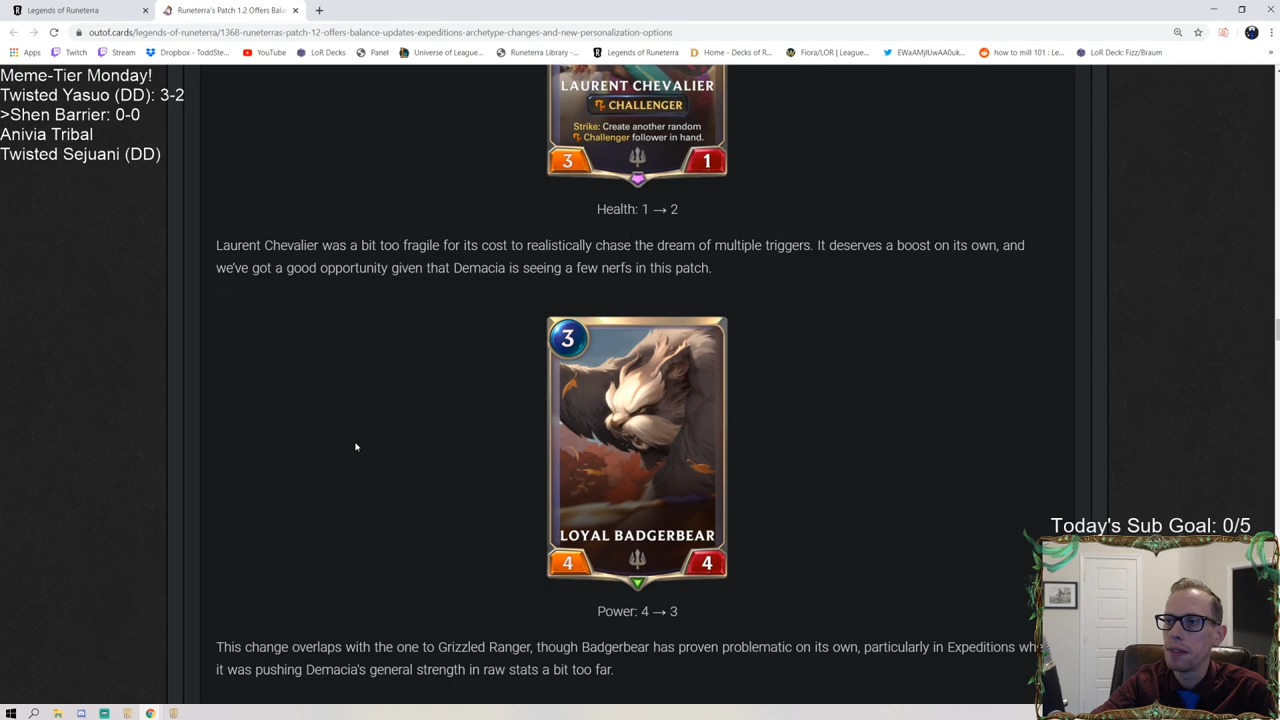 Legends of Runeterra
Runeterra's Patch 1.2 Offers Bala
outof.cards/legends-of-runeterra/1368-runeterras-patch-12-offers-balance-updates-expeditions-archetype-changes-and-new-personalization-options
Apps Twitch Stream Dropbox - ToddSte... YouTube LoR Decks Panel Universe of League... Runeterra Library -... Legends of Runeterra Home - Decks of R... Fiora/LOR | League... EWaAMjIUwAA0uk... how to mill 101 : Le... LoR Deck: Fizz/Braum »
Meme-Tier Monday!
Twisted Yasuo (DD): 3-2
>Shen Barrier: 0-0
Anivia Tribal
Twisted Sejuani (DD)
LAURENT CHEVALIER
CHALLENGER
Strike: Create another random
Challenger follower in hand.
3 1
Health: 1 → 2
Laurent Chevalier was a bit too fragile for its cost to realistically chase the dream of multiple triggers. It deserves a boost on its own, and
we've got a good opportunity given that Demacia is seeing a few nerfs in this patch.
3
LOYAL BADGERBEAR
4 4
Power: 4 → 3
This change overlaps with the one to Grizzled Ranger, though Badgerbear has proven problematic on its own, particularly in Expeditions
it was pushing Demacia's general strength in raw stats a bit too far.
Today's Sub Goal: 0/5